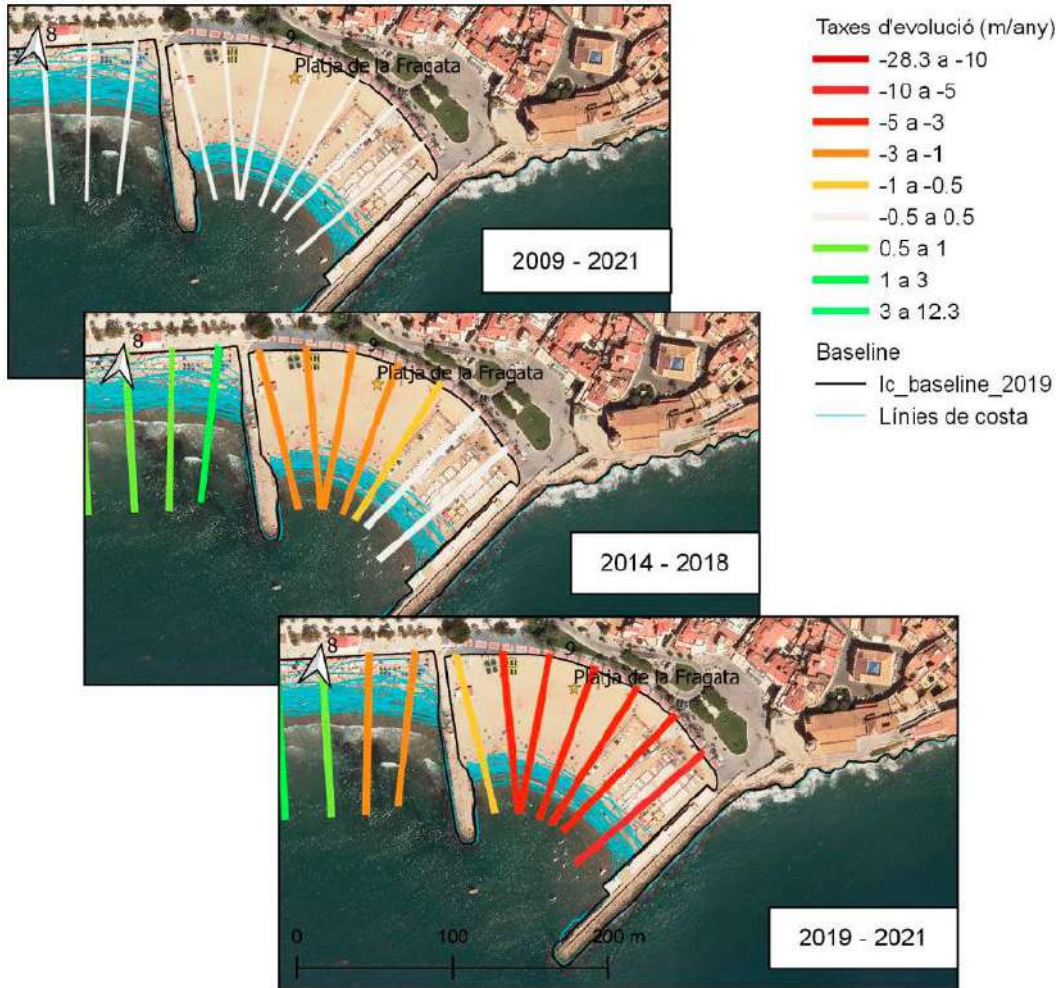 8
9
Platja de la Fragata
2009 - 2021
8
9
Platja de la Fragata
2014 - 2018
8
9
Platja de la Fragata
0 100 200 m
2019 - 2021
Taxes d'evolució (m/any)
-28.3 a -10
-10 a -5
-5 a -3
-3 a -1
-1 a -0.5
-0.5 a 0.5
0.5 a 1
1 a 3
3 a 12.3
Baseline
lc_baseline_2019
Línies de costa